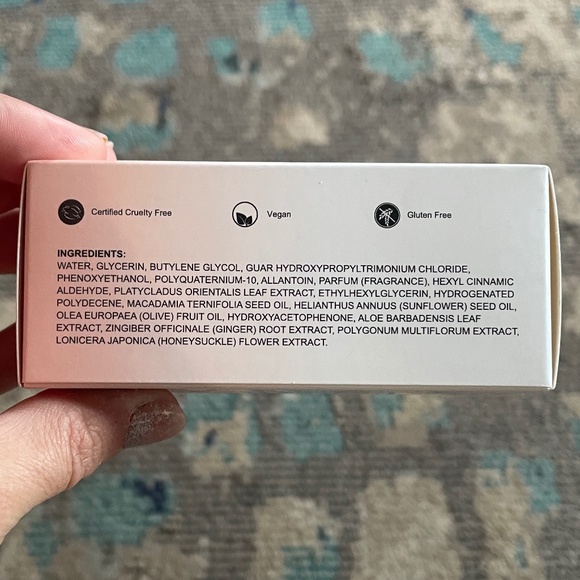 Certified Cruelty Free
Vegan
Gluten Free
INGREDIENTS:
WATER, GLYCERIN, BUTYLENE GLYCOL, GUAR HYDROXYPROPYLTRIMONIUM CHLORIDE,
PHENOXYETHANOL, POLYQUATERNIUM-10, ALLANTOIN, PARFUM (FRAGRANCE), HEXYL CINNAMIC
ALDEHYDE, PLATYCLADUS ORIENTALIS LEAF EXTRACT, ETHYLHEXYLGLYCERIN, HYDROGENATED
POLYDECENE, MACADAMIA TERNIFOLIA SEED OIL, HELIANTHUS ANNUUS (SUNFLOWER) SEED OIL,
OLEA EUROPAEA (OLIVE) FRUIT OIL, HYDROXYACETOPHENONE, ALOE BARBADENSIS LEAF
EXTRACT, ZINGIBER OFFICINALE (GINGER) ROOT EXTRACT, POLYGONUM MULTIFLORUM EXTRACT,
LONICERA JAPONICA (HONEYSUCKLE) FLOWER EXTRACT.